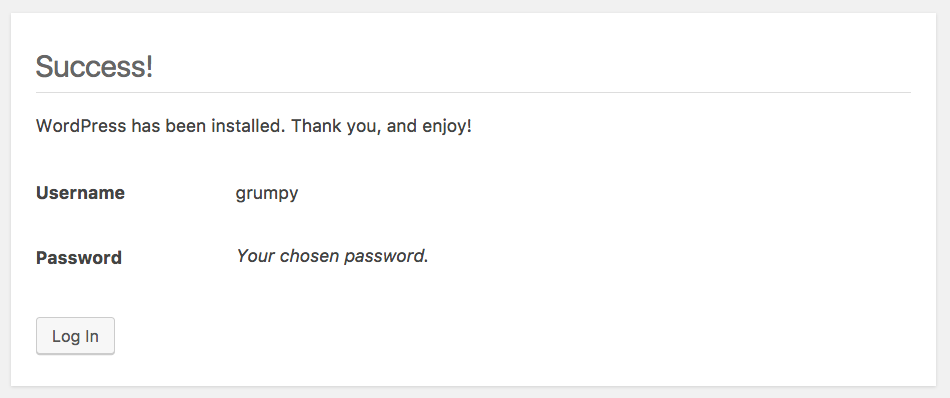 Success!
WordPress has been installed. Thank you, and enjoy!
Username grumpy
Password Your chosen password.
Log In